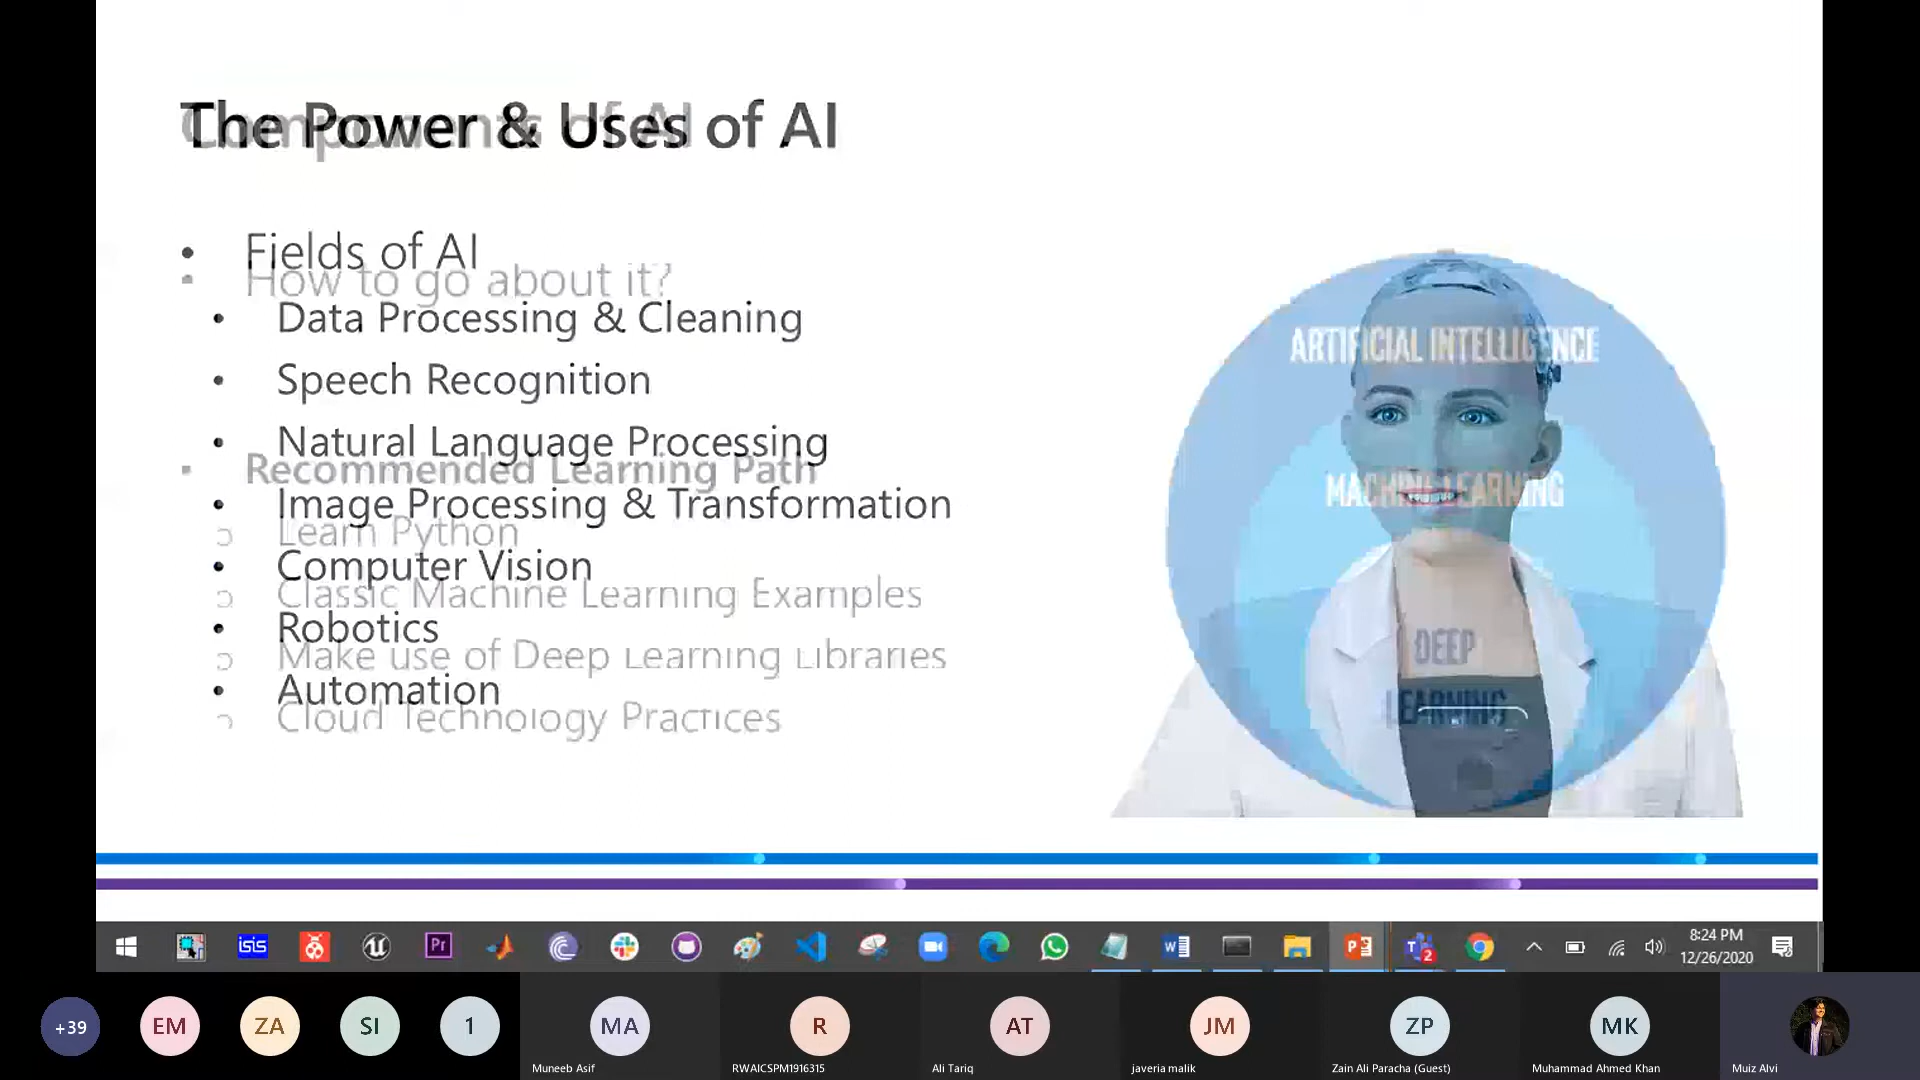 The Power & Uses of AI
Components of AI
Fields of AI
How to go about it?
Data Processing & Cleaning
Speech Recognition
Natural Language Processing
Recommended Learning Path
Image Processing & Transformation
Learn Python
Computer Vision
Classic Machine Learning Examples
Robotics
Make use of Deep Learning Libraries
Automation
Cloud Technology Practices
ARTIFICIAL INTELLIGENCE
MACHINE LEARNING
DEEP
LEARNING
isis
Pr
2
8:24 PM
12/26/2020
+39
EM
ZA
SI
1
MA
R
AT
JM
ZP
MK
Muneeb Asif
RWAICSPM1916315
Ali Tariq
javeria malik
Zain Ali Paracha (Guest)
Muhammad Ahmed Khan
Muiz Alvi